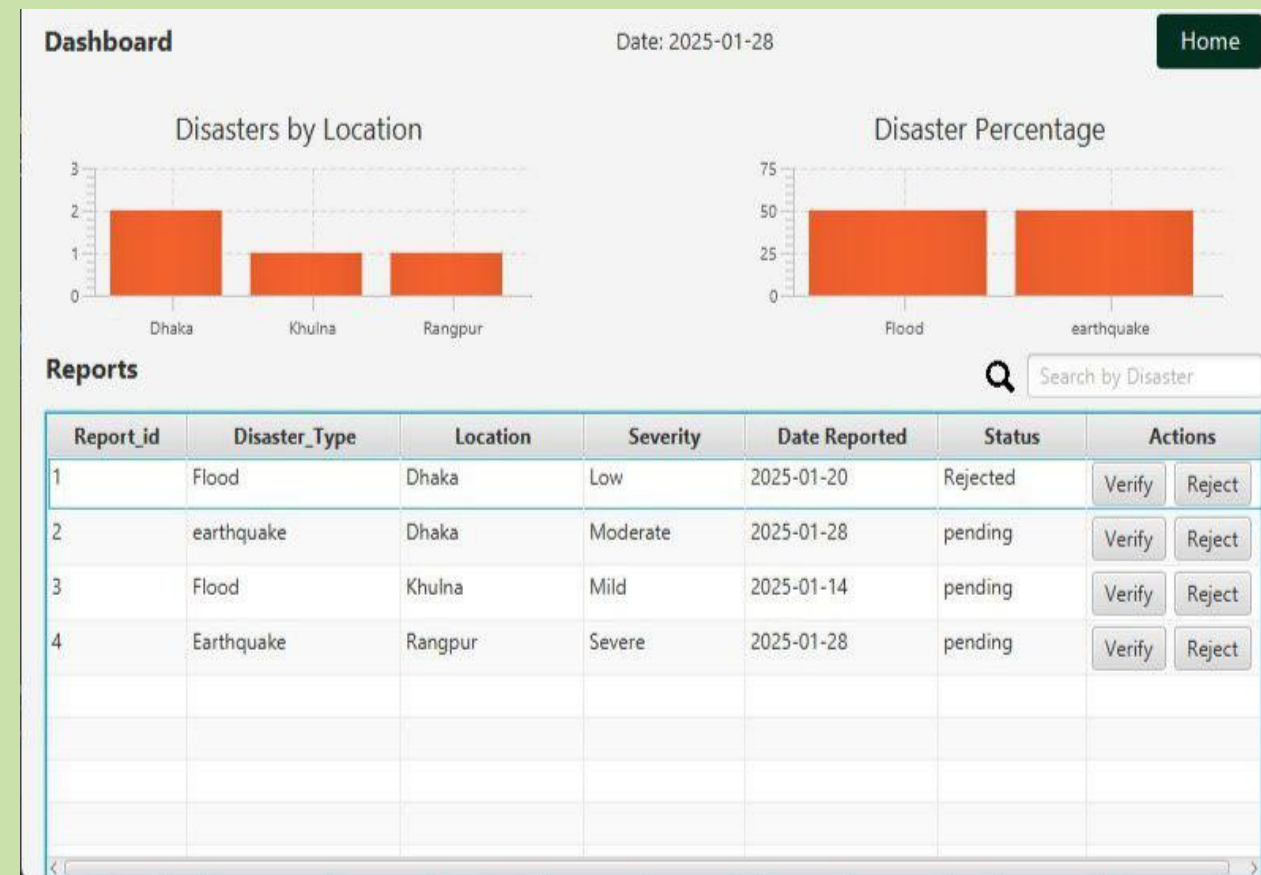 Dashboard Date: 2025-01-28 Home
Disasters by Location
3
2
1
0
Dhaka Khulna Rangpur
Disaster Percentage
75
50
25
0
Flood earthquake
Reports Search by Disaster
Report_id Disaster_Type Location Severity Date Reported Status Actions
1 Flood Dhaka Low 2025-01-20 Rejected Verify Reject
2 earthquake Dhaka Moderate 2025-01-28 pending Verify Reject
3 Flood Khulna Mild 2025-01-14 pending Verify Reject
4 Earthquake Rangpur Severe 2025-01-28 pending Verify Reject